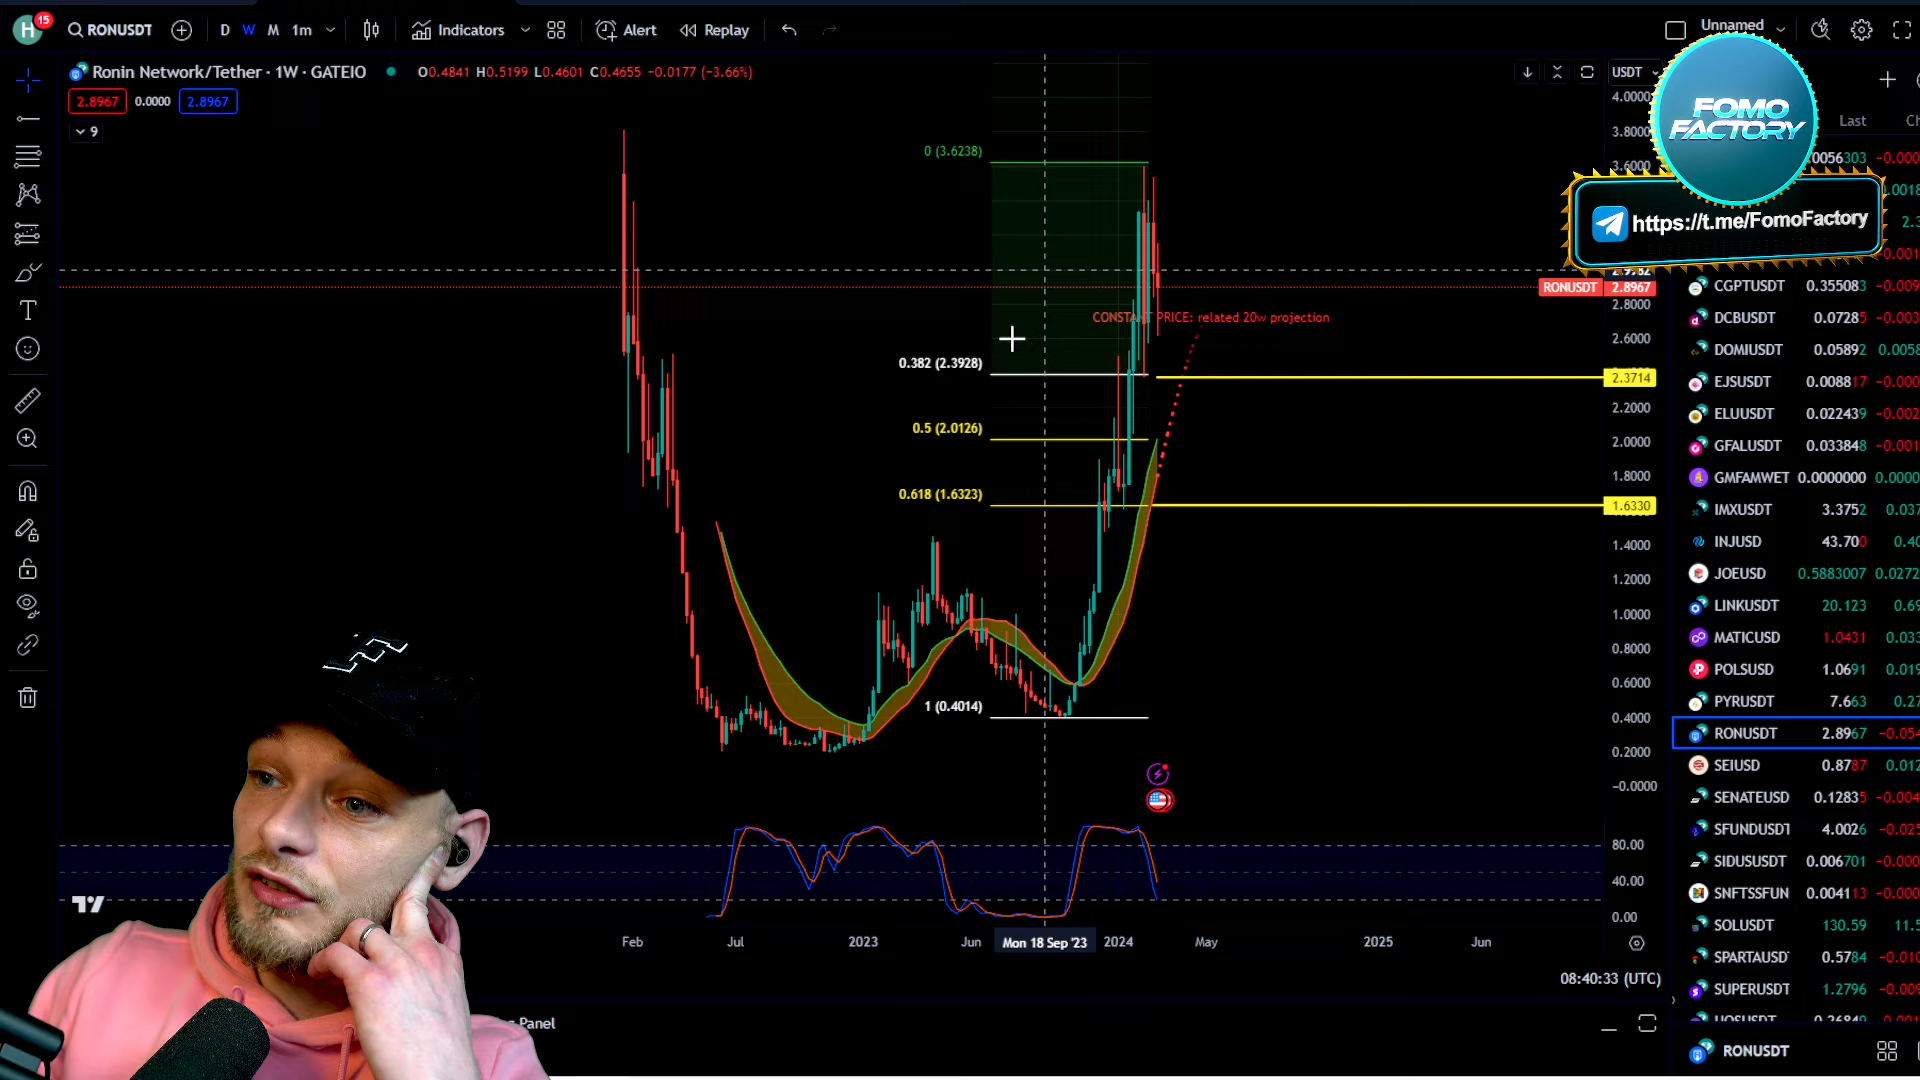 H
15
RONUSDT
D W M 1m
Indicators
Alert
Replay
Unnamed
Ronin Network/Tether · 1W · GATEIO
O0.4841 H0.5199 L0.4601 C0.4655 -0.0177 (-3.66%)
2.8967 0.0000 2.8967
9
USDT
4.0000
3.8000
3.6000
2.8000
2.6000
2.2000
2.0000
1.8000
1.4000
1.2000
1.0000
0.8000
0.6000
0.4000
0.2000
-0.0000
80.00
40.00
0.00
RONUSDT 2.8967
2.3714
1.6330
0 (3.6238)
0.382 (2.3928)
0.5 (2.0126)
0.618 (1.6323)
1 (0.4014)
CONSTANT PRICE: related 20w projection
FOMO
FACTORY
https://t.me/FomoFactory
Last
CGPTUSDT 0.355083
DCBUSDT 0.07285
DOMIUSDT 0.05892
EJSUSDT 0.008817
ELUUSDT 0.022439
GFALUSDT 0.033848
GMFAMWET 0.0000000
IMXUSDT 3.3752
INJUSD 43.700
JOEUSD 0.5883007
LINKUSDT 20.123
MATICUSD 1.0431
POLSUSD 1.0691
PYRUSDT 7.663
RONUSDT 2.8967
SEIUSD 0.8787
SENATEUSD 0.12835
SFUNDUSDT 4.0026
SIDUSUSDT 0.006701
SNFTSSFUN 0.004113
SOLUSDT 130.59
SPARTAUSD 0.5784
SUPERUSDT 1.2796
RONUSDT
Feb Jul 2023 Jun Mon 18 Sep '23 2024 May 2025 Jun
08:40:33 (UTC)
Panel